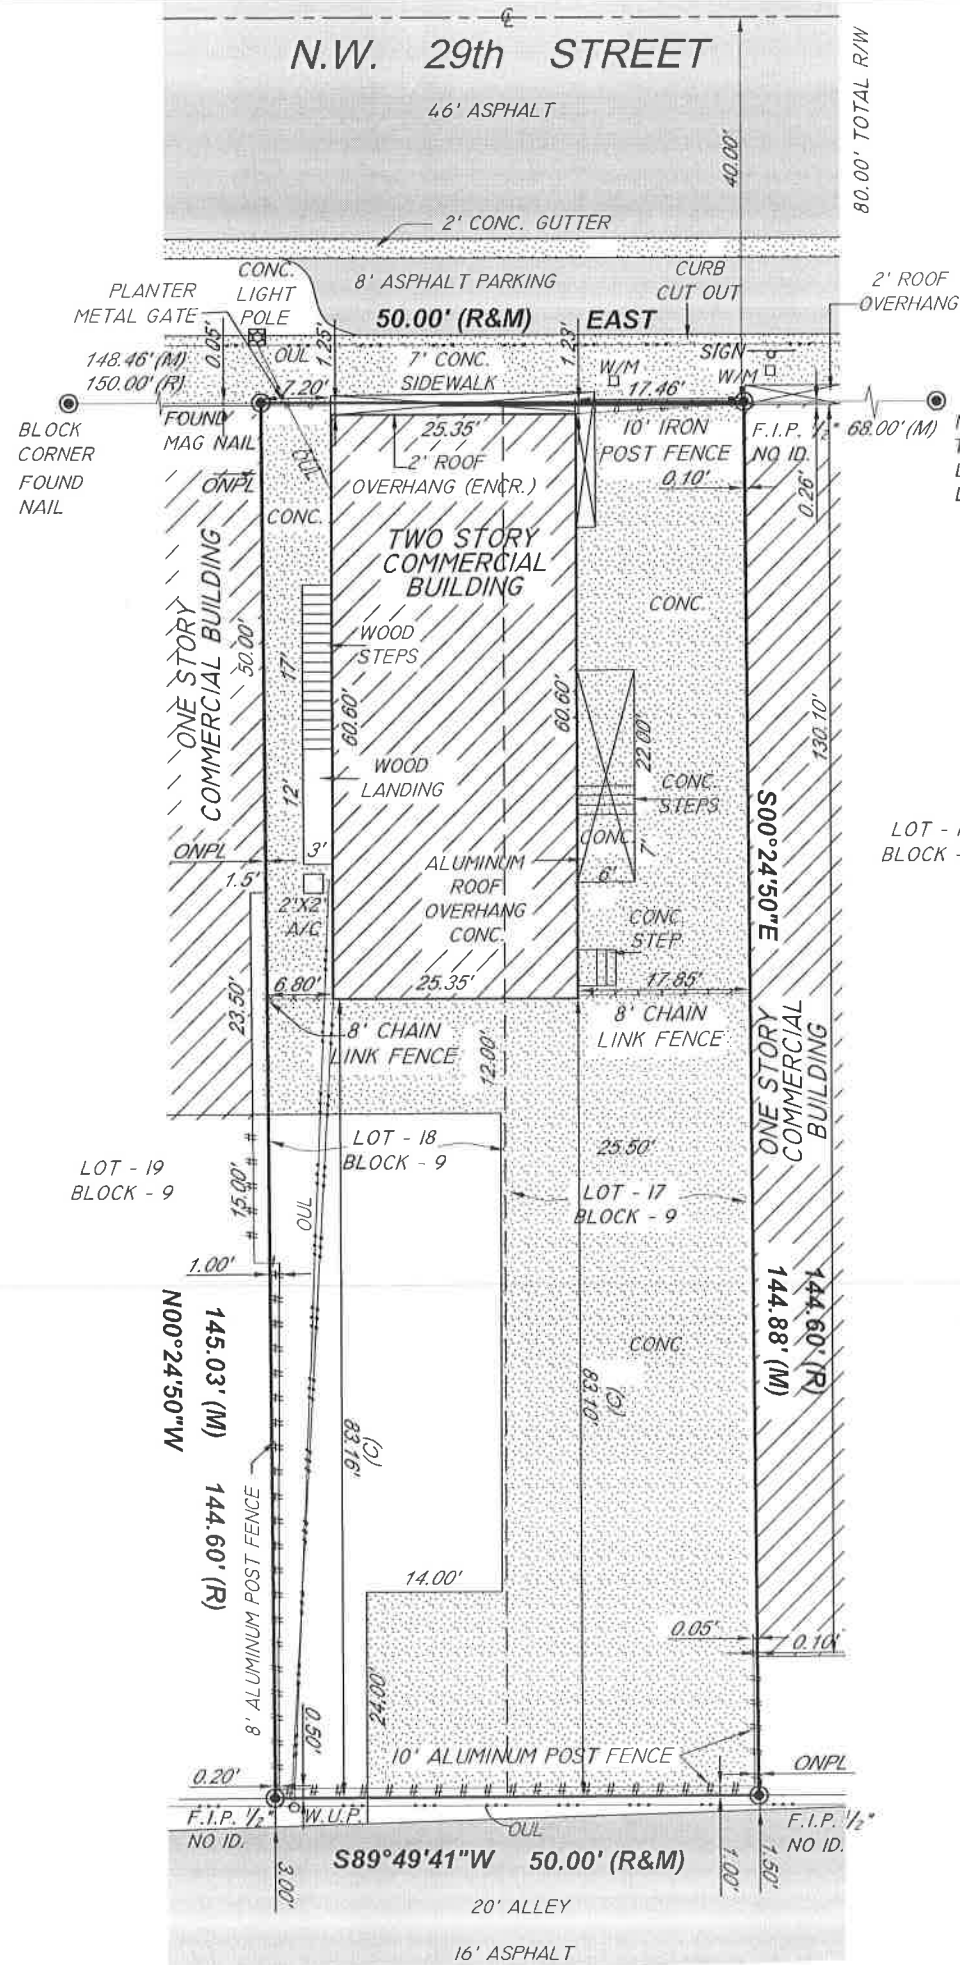 ℄
N.W. 29th STREET
46' ASPHALT
40.00'
80.00' TOTAL R/W
2' CONC. GUTTER
CONC.
LIGHT
POLE
8' ASPHALT PARKING
CURB
CUT OUT
2' ROOF
OVERHANG
PLANTER
METAL GATE
50.00' (R&M) EAST
0.05'
1.25'
1.23'
148.46' (M)
150.00' (R)
OUL
7' CONC.
SIDEWALK
W/M
SIGN
W/M
7.20'
17.46'
BLOCK
CORNER
FOUND
NAIL
FOUND
MAG NAIL
25.35'
10' IRON
POST FENCE
F.I.P. 1/2"
NO ID.
68.00' (M)
OUL
2' ROOF
OVERHANG (ENCR.)
0.10'
0.26'
ONPL
CONC.
TWO STORY
COMMERCIAL
BUILDING
ONE STORY
COMMERCIAL BUILDING
50.00'
CONC.
WOOD
STEPS
17'
60.60'
60.60'
22.00'
130.10'
WOOD
LANDING
12'
CONC.
STEPS
CONC.
7'
6'
S00°24'50"E
LOT - 1
BLOCK -
ONPL
3'
1.5'
ALUMINUM
ROOF
OVERHANG
CONC.
2'X2'
A/C
CONC
STEP
6.80'
25.35'
17.85'
23.50'
8' CHAIN
LINK FENCE
12.00'
8' CHAIN
LINK FENCE
ONE STORY
COMMERCIAL
BUILDING
LOT - 18
BLOCK - 9
25.50'
LOT - 19
BLOCK - 9
15.00'
OUL
LOT - 17
BLOCK - 9
1.00'
145.03' (M)
144.60' (R)
N00°24'50"W
144.60' (R)
144.88' (M)
CONC.
83.16'
(C)
83.10'
(C)
8' ALUMINUM POST FENCE
14.00'
24.00'
0.05'
0.10'
0.50'
10' ALUMINUM POST FENCE
ONPL
0.20'
F.I.P. 1/2"
NO ID.
W.U.P.
OUL
F.I.P. 1/2"
NO ID.
3.00'
S89°49'41"W 50.00' (R&M)
1.00'
1.50'
20' ALLEY
16' ASPHALT